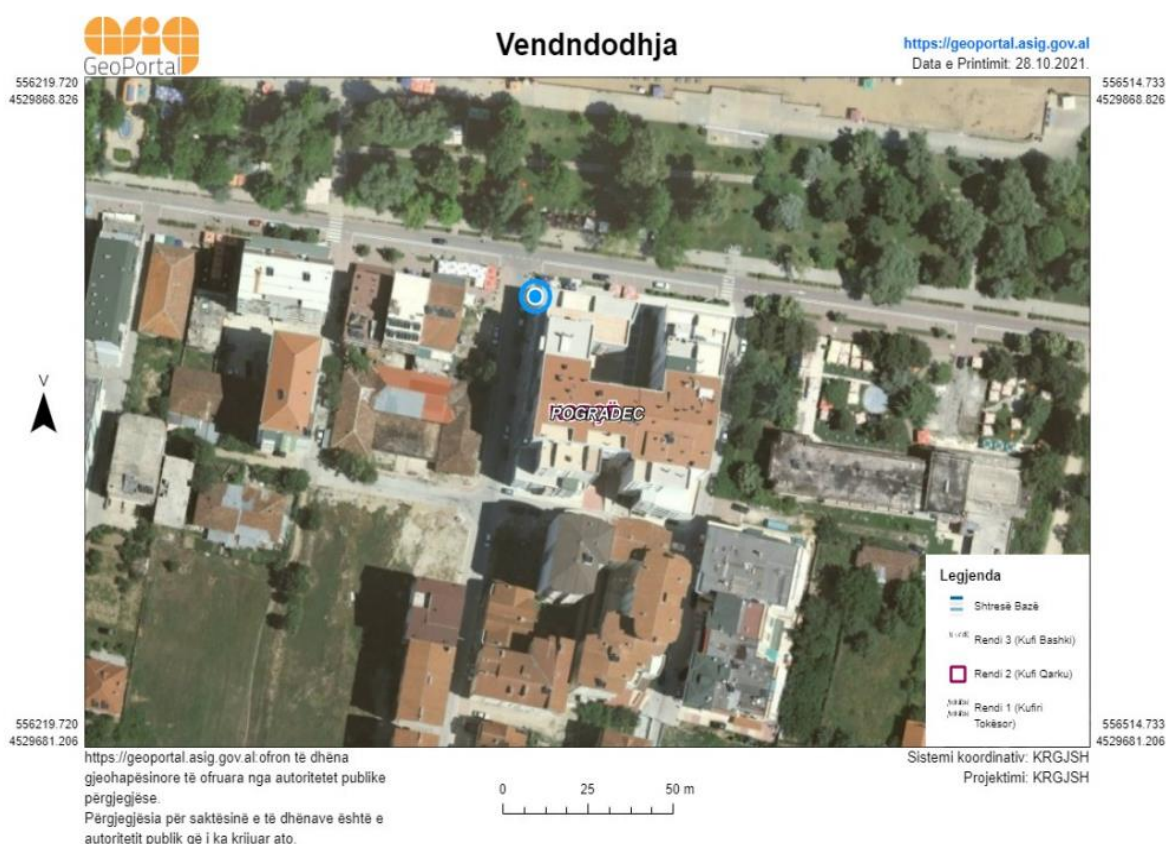 asig
GeoPortal
Vendndodhja
https://geoportal.asig.gov.al
Data e Printimit: 28.10.2021.
556219.720
4529868.826
556514.733
4529868.826
V
POGRADEC
Legjenda
Shtresë Bazë
Rendi 3 (Kufi Bashki)
Rendi 2 (Kufi Qarku)
Rendi 1 (Kufiri
Tokësor)
556219.720
4529681.206
556514.733
4529681.206
https://geoportal.asig.gov.al:ofron të dhëna
gjeohapësinore të ofruara nga autoritetet publike
përgjegjëse.
Përgjegjësia për saktësinë e të dhënave është e
autoritetit publik që i ka krijuar ato.
0 25 50 m
Sistemi koordinativ: KRGJSH
Projektimi: KRGJSH